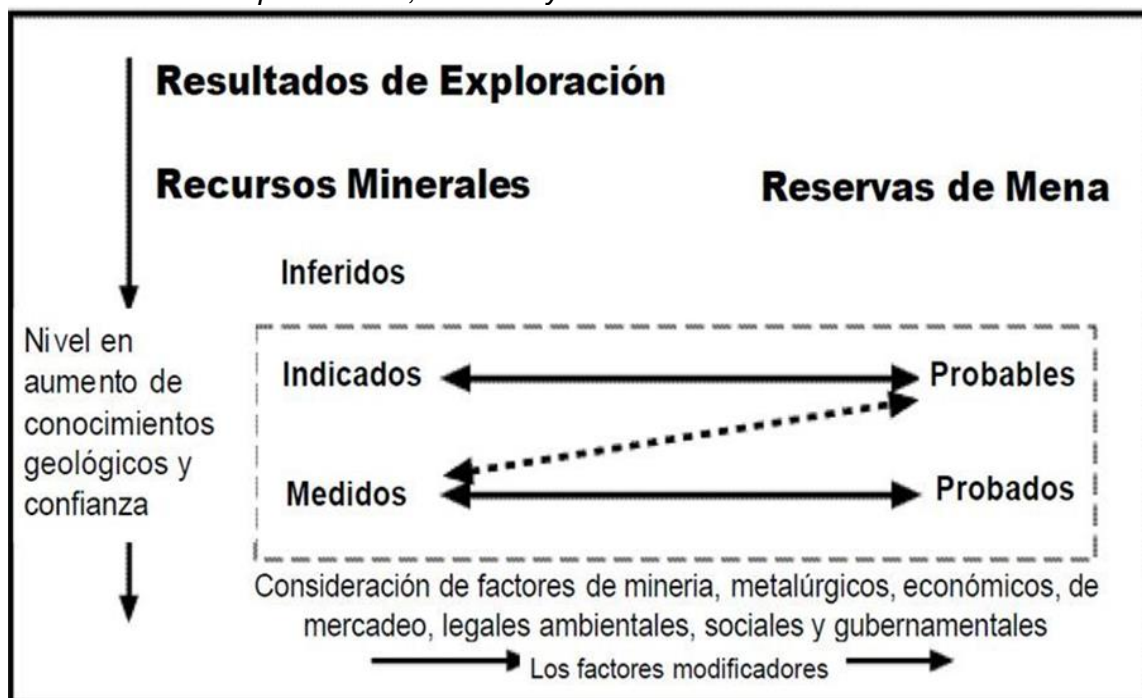 Resultados de Exploración
Recursos Minerales
Reservas de Mena
Inferidos
Nivel en
aumento de
conocimientos
geológicos y
confianza
Indicados
Probables
Medidos
Probados
Consideración de factores de mineria, metalúrgicos, económicos, de
mercadeo, legales ambientales, sociales y gubernamentales
Los factores modificadores